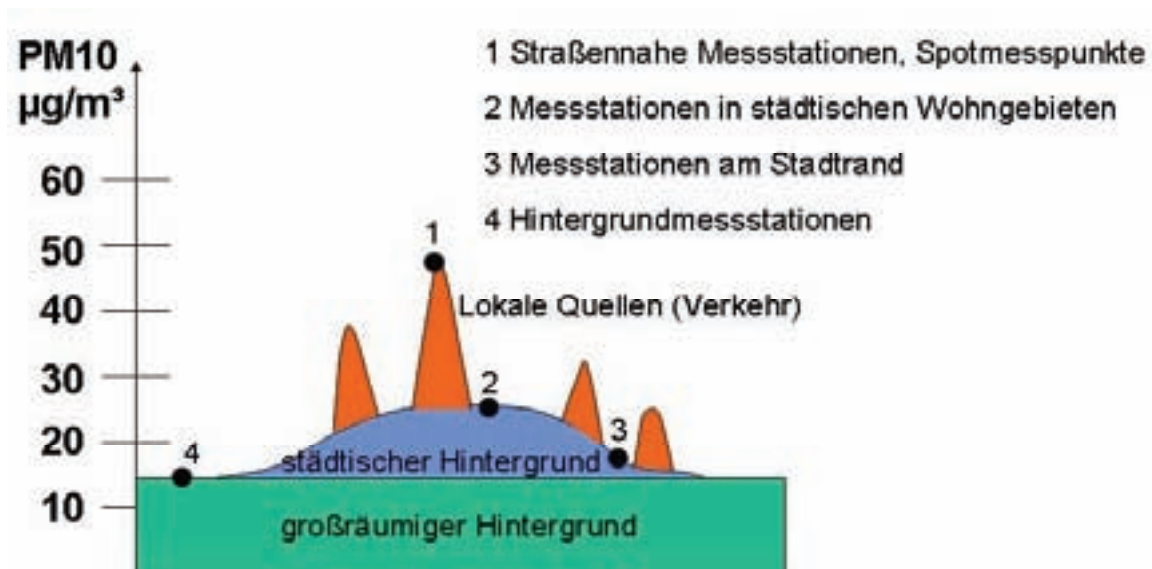 PM10
µg/m³
1 Straßennahe Messstationen, Spotmesspunkte
2 Messstationen in städtischen Wohngebieten
3 Messstationen am Stadtrand
4 Hintergrundmessstationen
60
50
40
30
20
10
1
Lokale Quellen (Verkehr)
2
3
4
städtischer Hintergrund
großräumiger Hintergrund